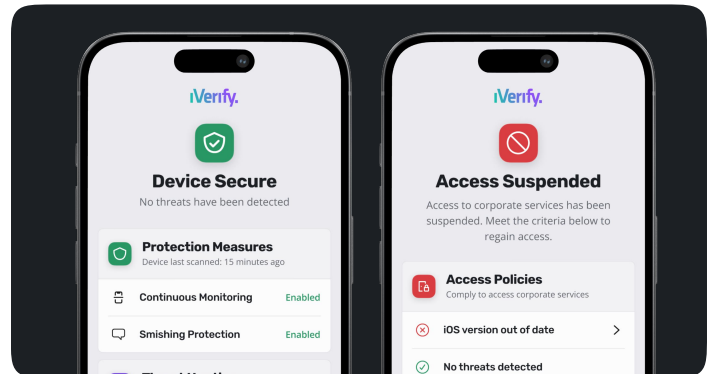 iVerify.
Device Secure
No threats have been detected
Protection Measures
Device last scanned: 15 minutes ago
Continuous Monitoring
Enabled
Smishing Protection
Enabled
iVerify.
Access Suspended
Access to corporate services has been
suspended. Meet the criteria below to
regain access.
Access Policies
Comply to access corporate services
iOS version out of date
No threats detected